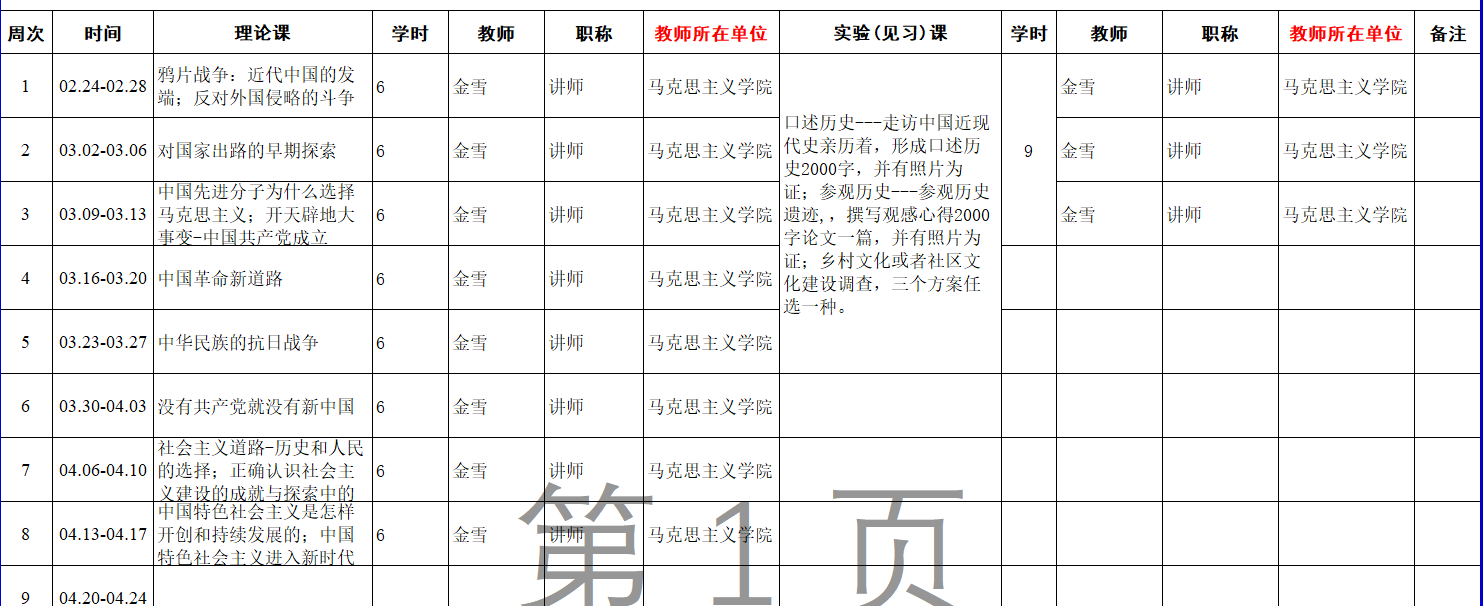 周次 时间 理论课 学时 教师 职称 教师所在单位 实验(见习)课 学时 教师 职称 教师所在单位 备注
1 02.24-02.28 鸦片战争：近代中国的发
端；反对外国侵略的斗争 6 金雪 讲师 马克思主义学院 金雪 讲师 马克思主义学院
2 03.02-03.06 对国家出路的早期探索 6 金雪 讲师 马克思主义学院
口述历史---走访中国近现
代史亲历着，形成口述历
史2000字，并有照片为
证；参观历史---参观历史
遗迹,，撰写观感心得2000
字论文一篇，并有照片为
证；乡村文化或者社区文
化建设调查，三个方案任
选一种。
9 金雪 讲师 马克思主义学院
3 03.09-03.13 中国先进分子为什么选择
马克思主义；开天辟地大
事变-中国共产党成立 6 金雪 讲师 马克思主义学院 金雪 讲师 马克思主义学院
4 03.16-03.20 中国革命新道路 6 金雪 讲师 马克思主义学院
5 03.23-03.27 中华民族的抗日战争 6 金雪 讲师 马克思主义学院
6 03.30-04.03 没有共产党就没有新中国 6 金雪 讲师 马克思主义学院
7 04.06-04.10 社会主义道路-历史和人民
的选择；正确认识社会主
义建设的成就与探索中的 6 金雪 讲师 马克思主义学院
8 04.13-04.17 中国特色社会主义是怎样
开创和持续发展的；中国
特色社会主义进入新时代 6 金雪 讲师 马克思主义学院
9 04.20-04.24
第 1 页